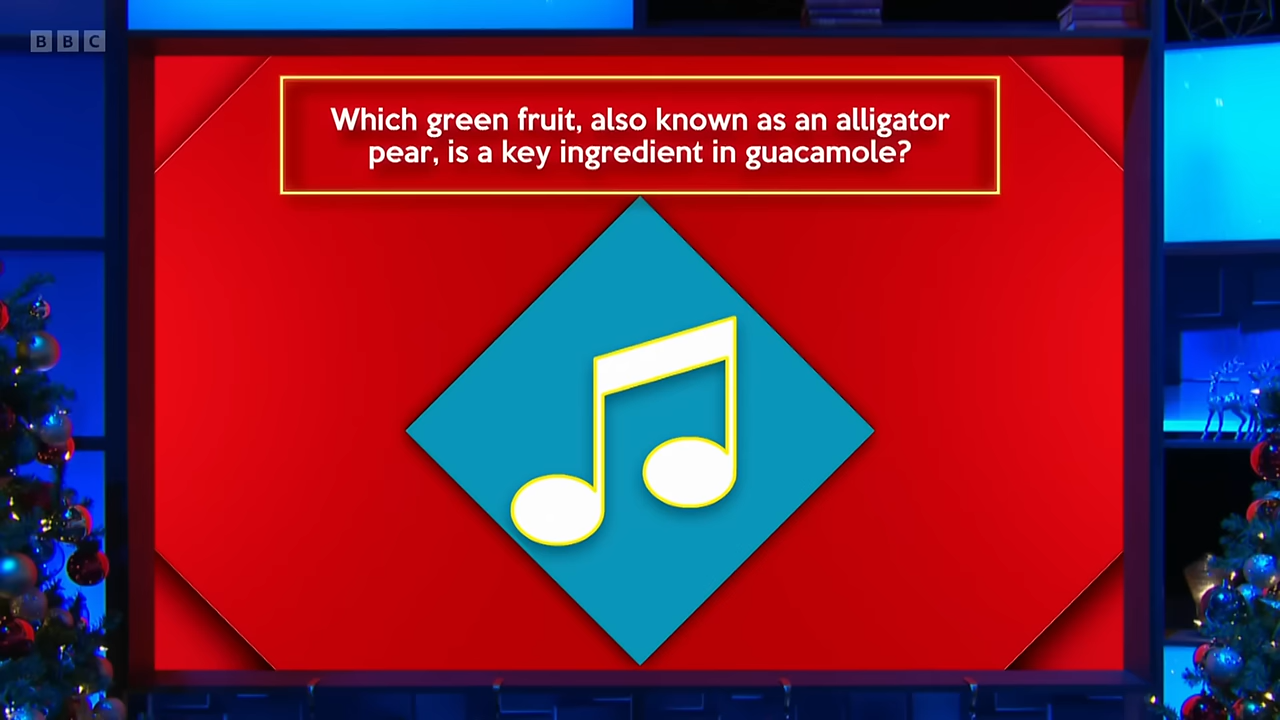 BBC
Which green fruit, also known as an alligator
pear, is a key ingredient in guacamole?